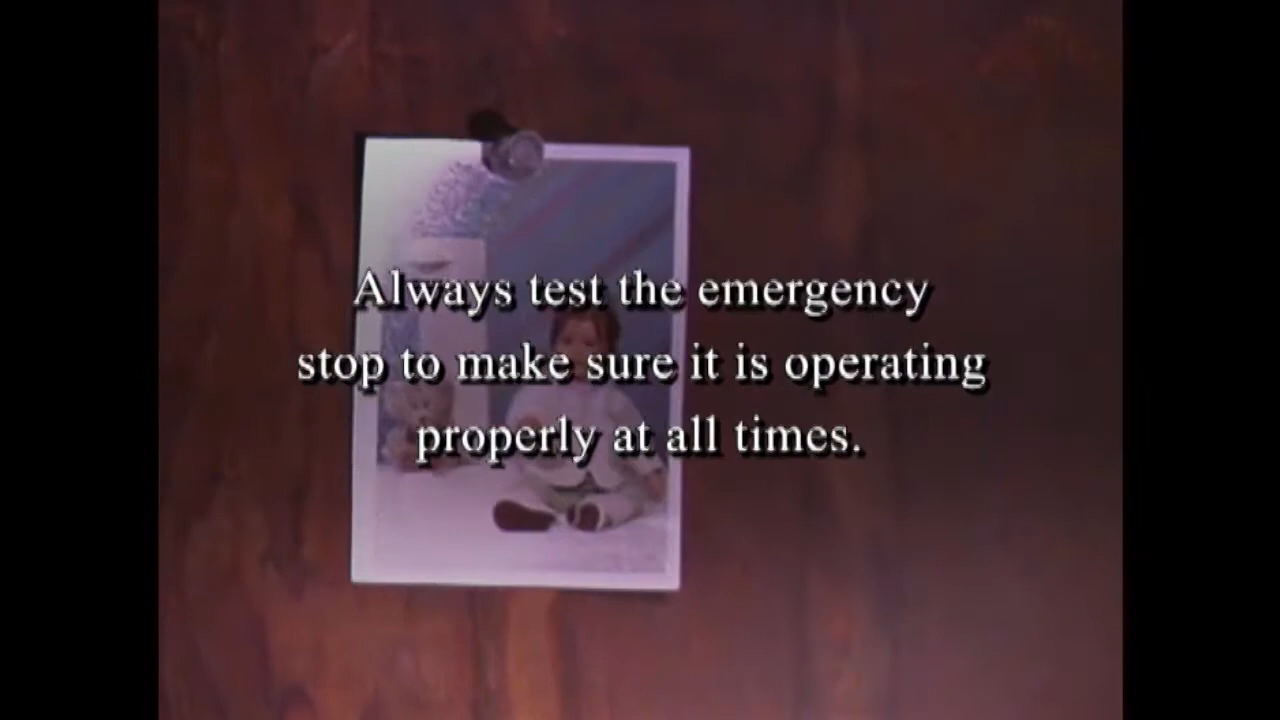 Always test the emergency
stop to make sure it is operating
properly at all times.